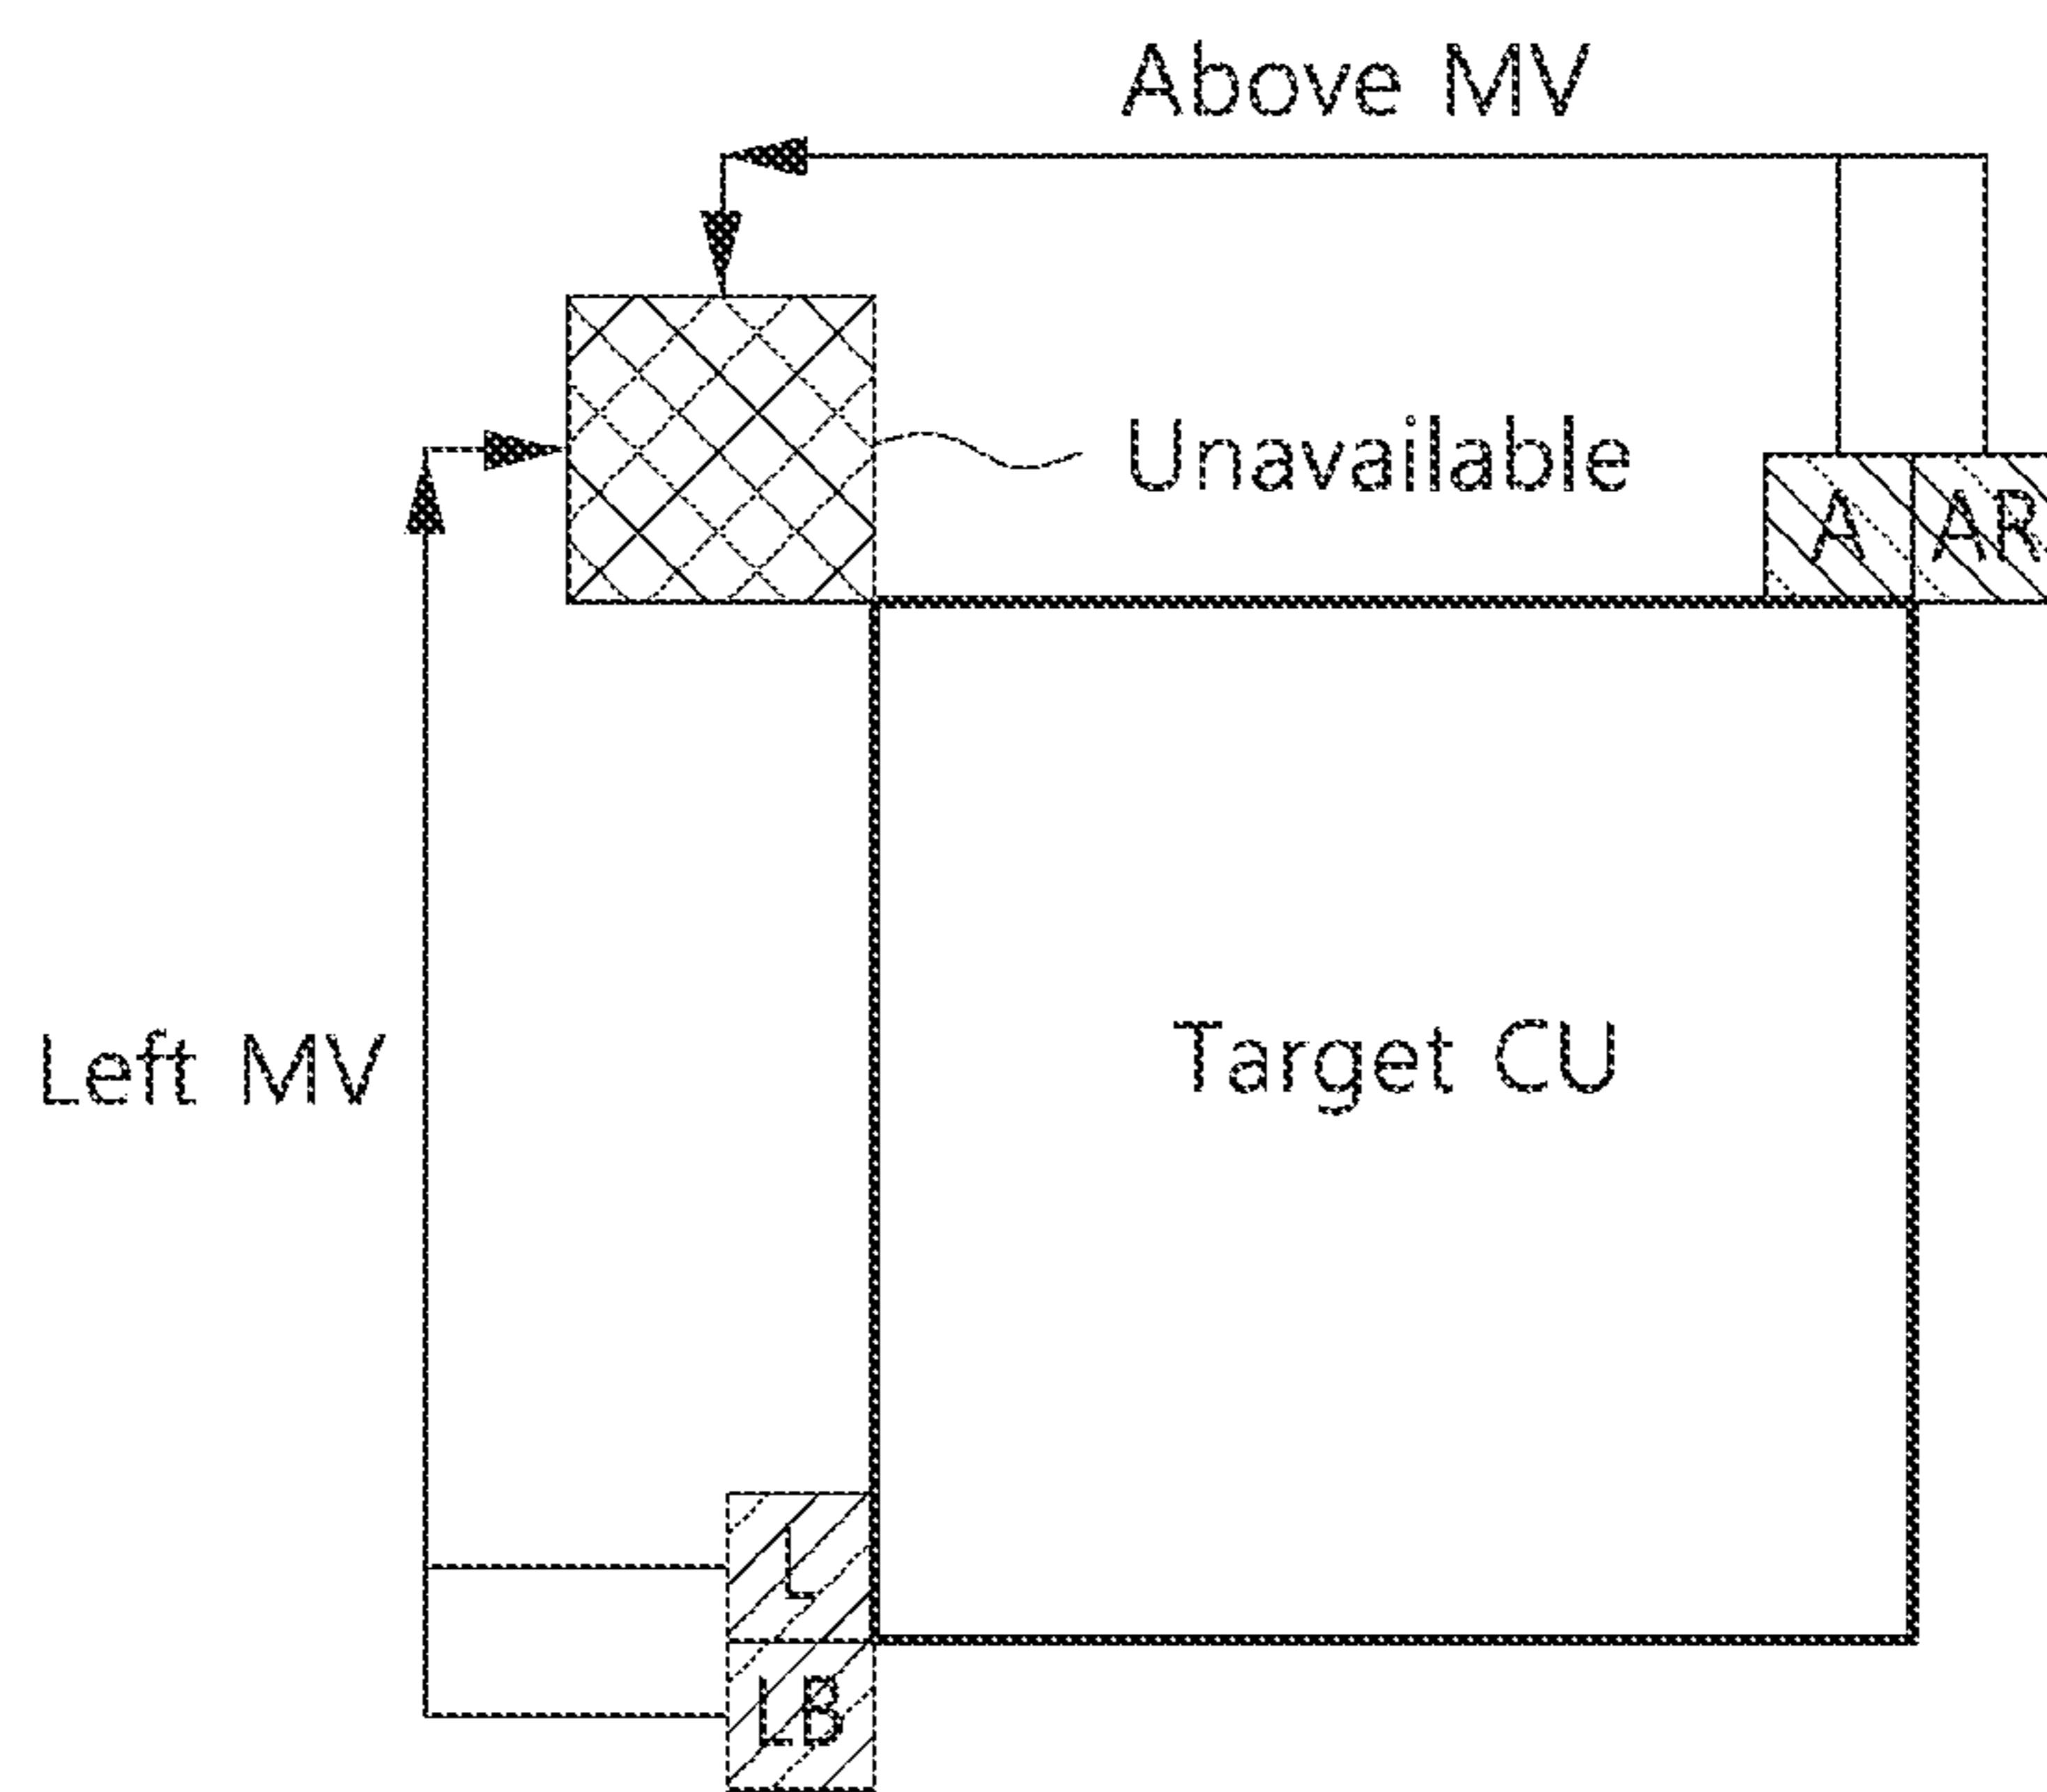 Above MV
Unavailable
A AR
Left MV
Target CU
L
LB